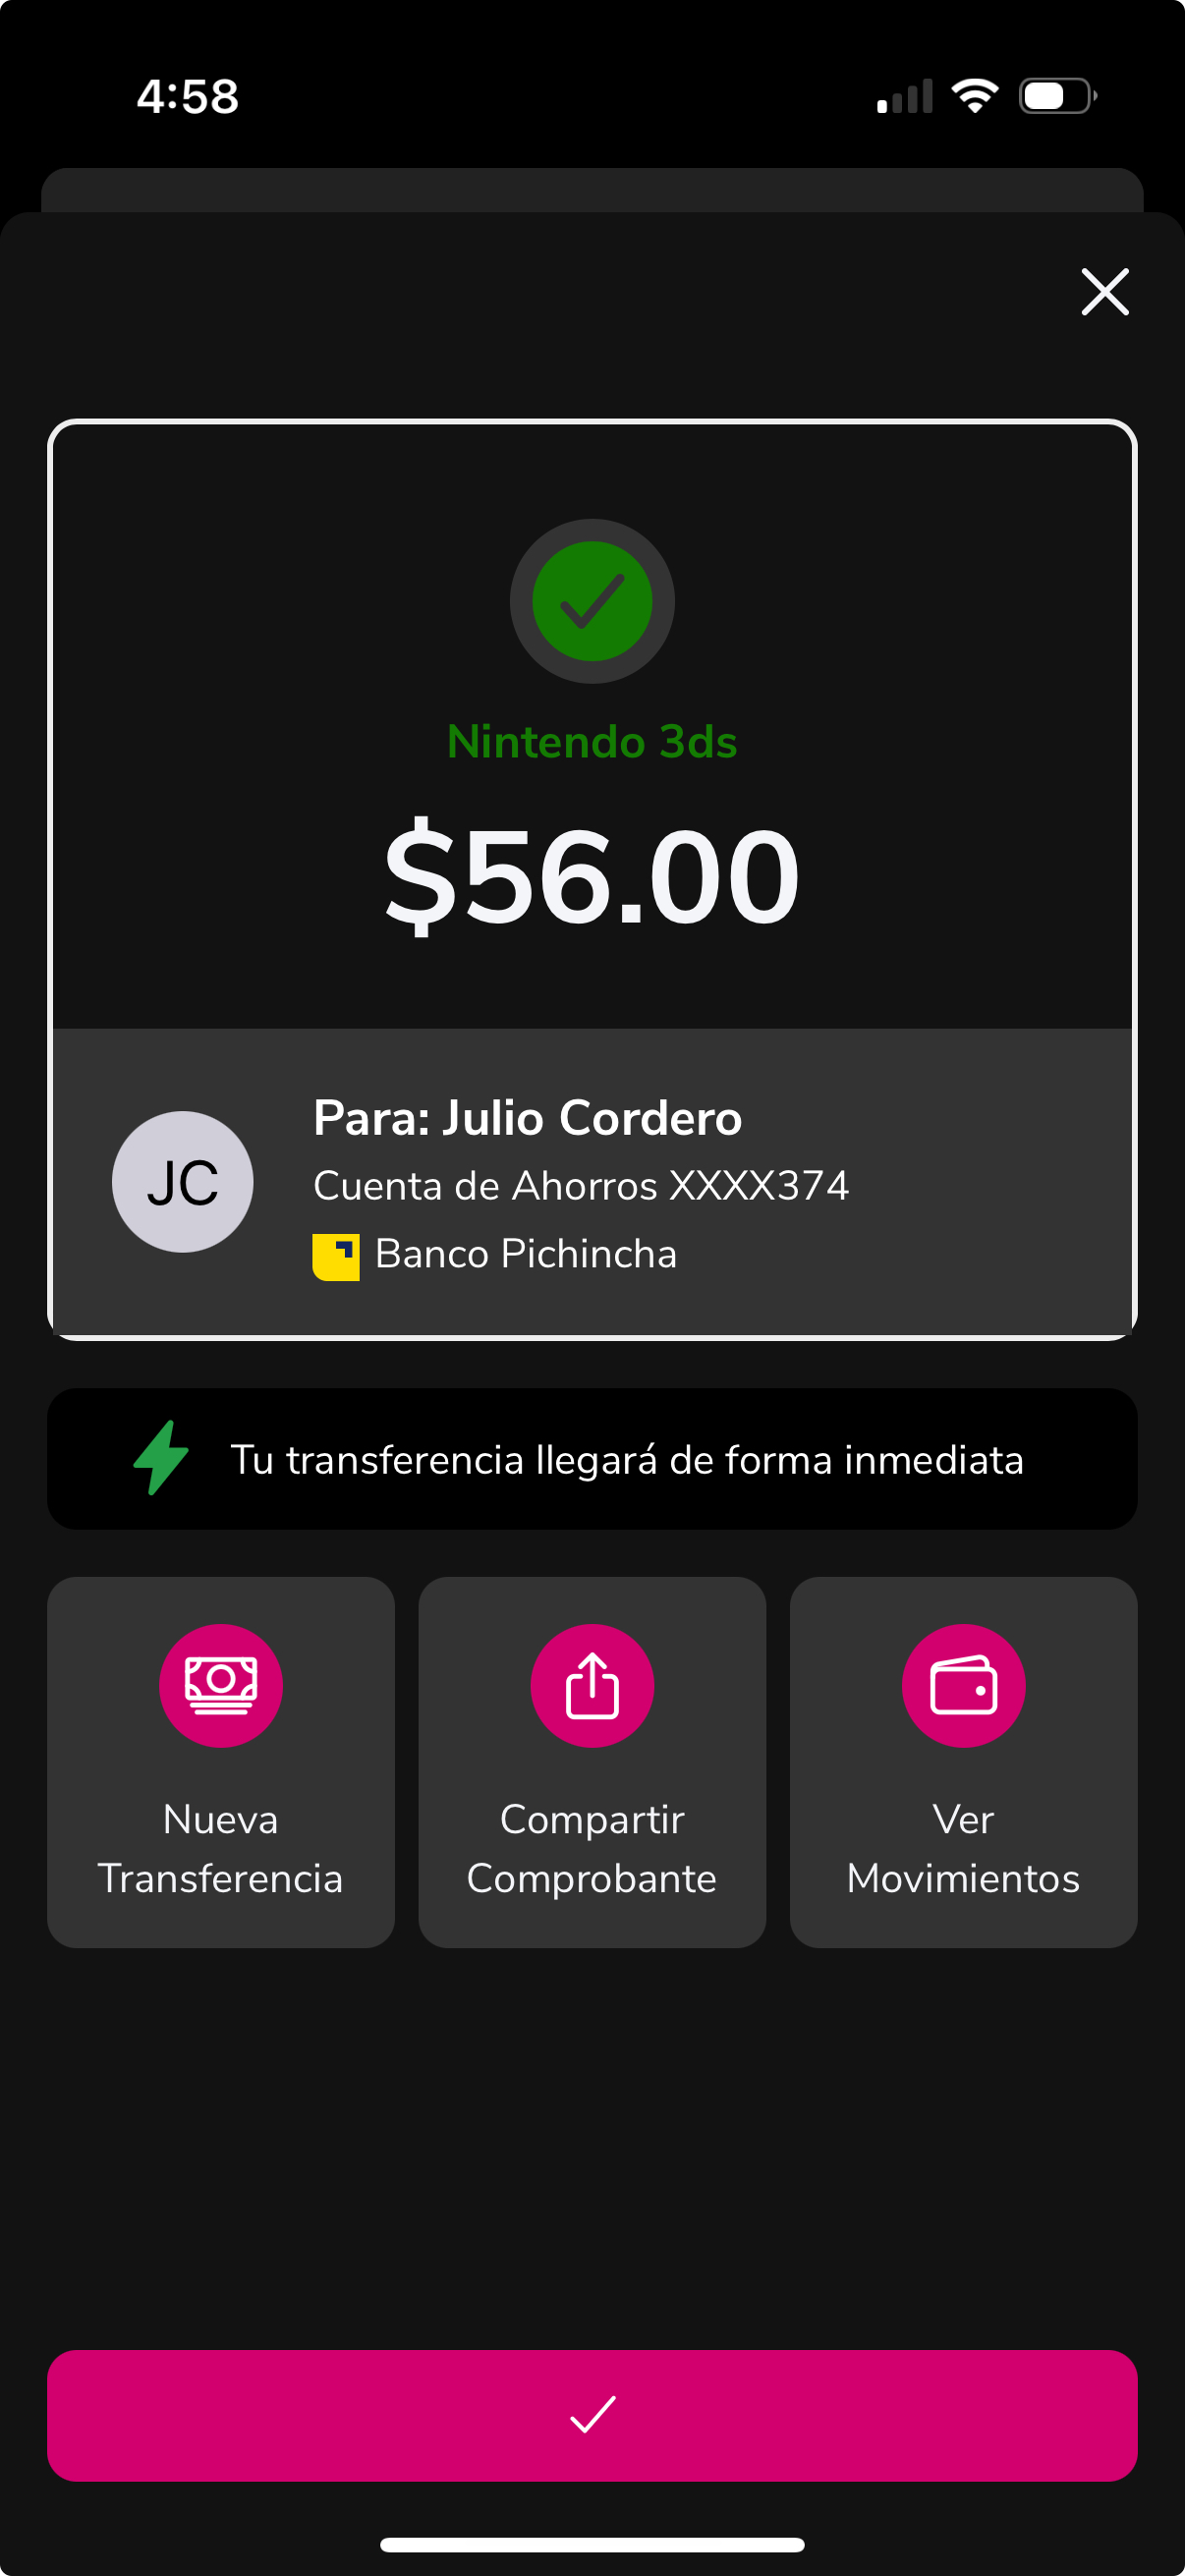 4:58
Nintendo 3ds
$56.00
JC
Para: Julio Cordero
Cuenta de Ahorros XXXX374
Banco Pichincha
Tu transferencia llegará de forma inmediata
Nueva
Transferencia
Compartir
Comprobante
Ver
Movimientos